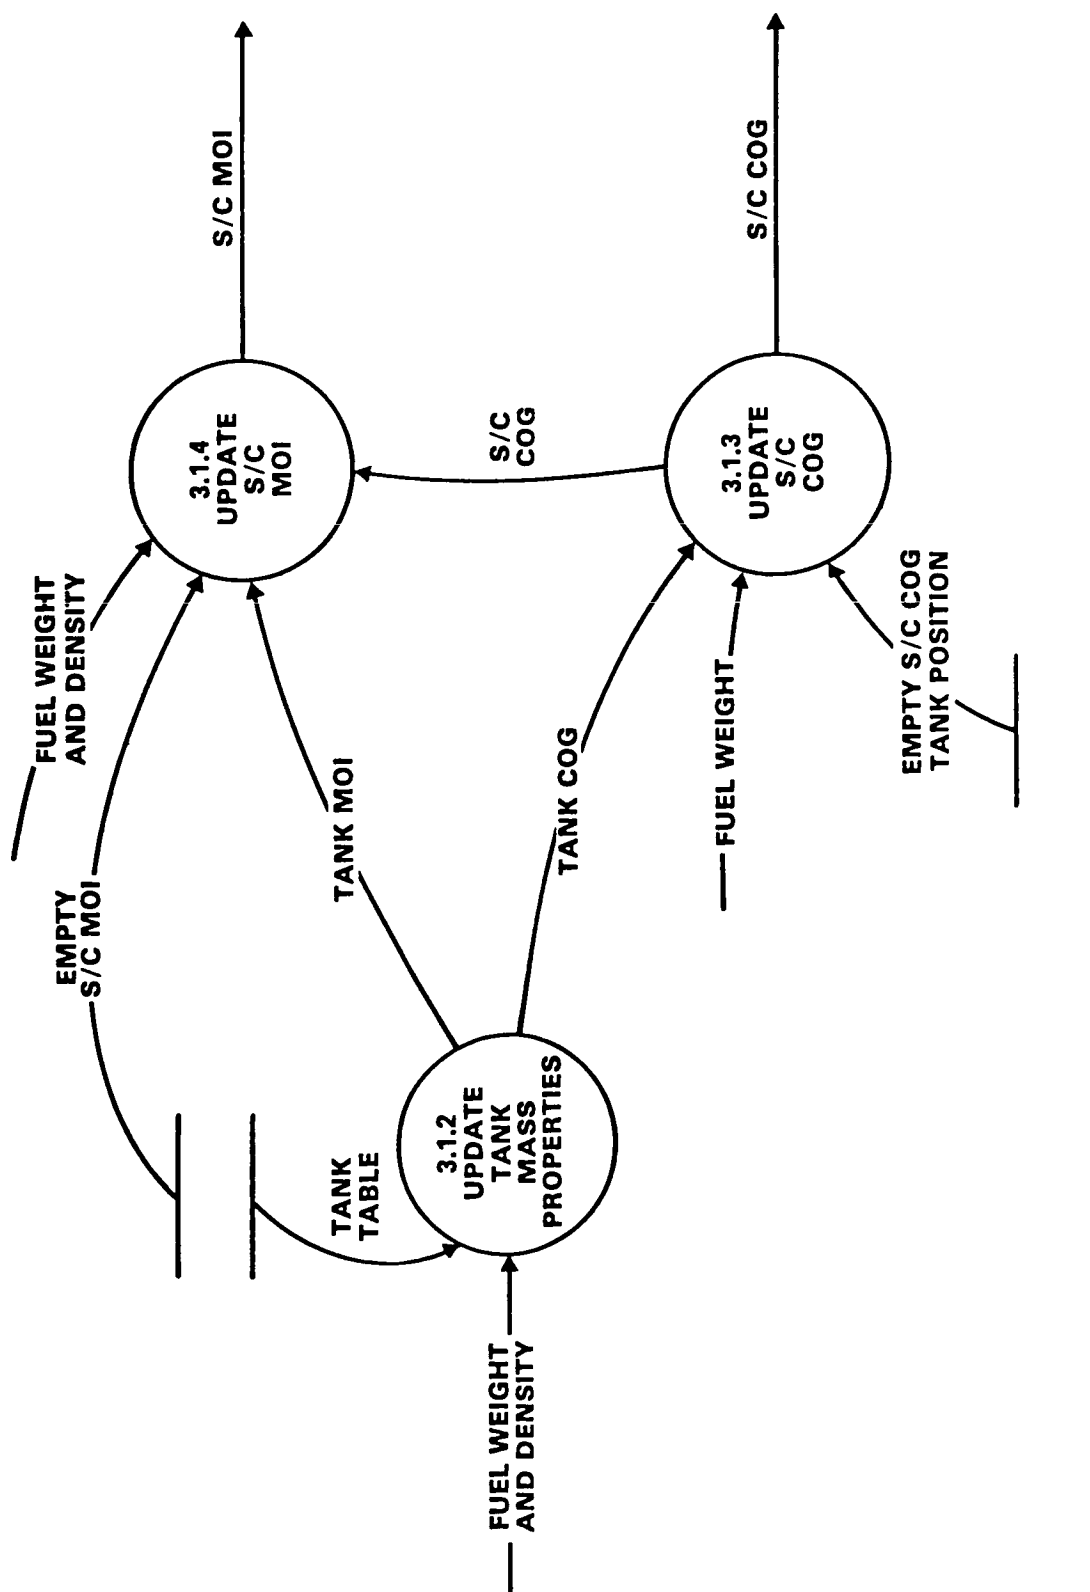 FUEL WEIGHT
AND DENSITY
TANK
TABLE
3.1.2
UPDATE
TANK
MASS
PROPERTIES
EMPTY
S/C MOI
FUEL WEIGHT
AND DENSITY
TANK MOI
TANK COG
FUEL WEIGHT
EMPTY S/C COG
TANK POSITION
3.1.4
UPDATE
S/C
MOI
S/C
COG
3.1.3
UPDATE
S/C
COG
S/C MOI
S/C COG